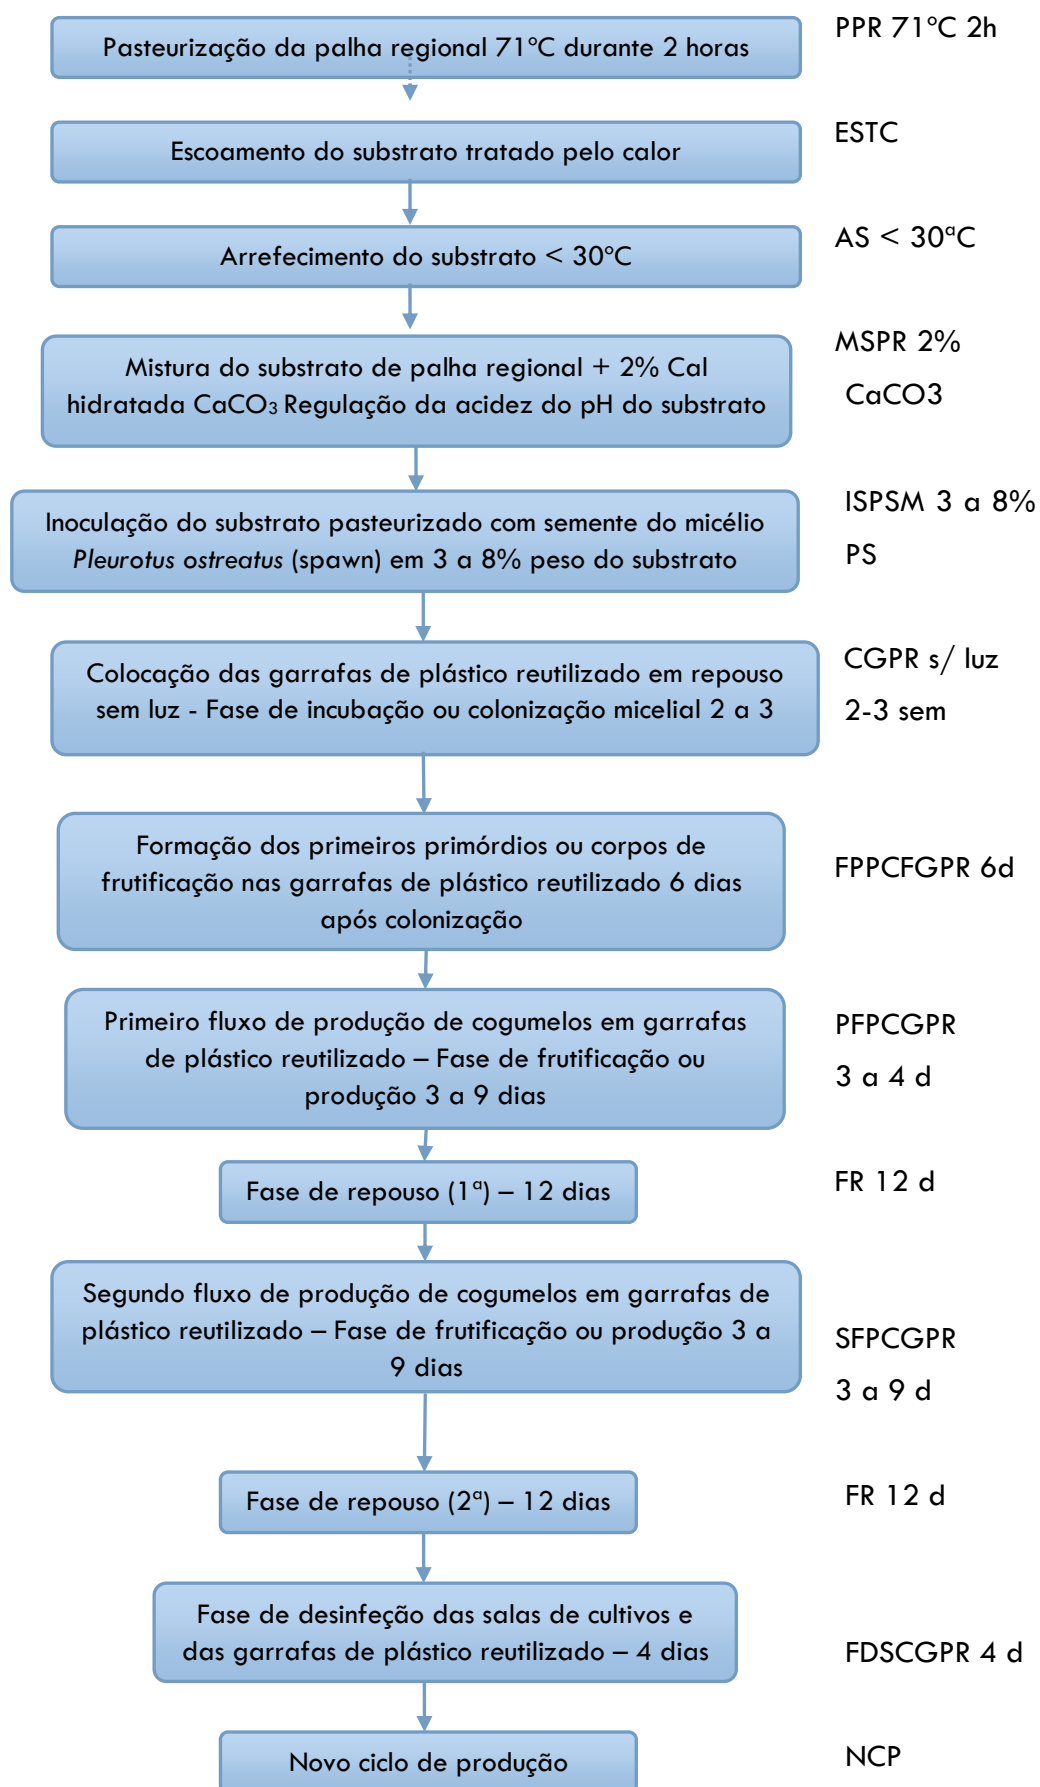 PPR 71ºC 2h
Pasteurização da palha regional 71ºC durante 2 horas
ESTC
Escoamento do substrato tratado pelo calor
AS < 30ªC
Arrefecimento do substrato < 30ºC
MSPR 2%
CaCO3
Mistura do substrato de palha regional + 2% Cal
hidratada CaCO₃ Regulação da acidez do pH do substrato
ISPSM 3 a 8%
PS
Inoculação do substrato pasteurizado com semente do micélio
Pleurotus ostreatus (spawn) em 3 a 8% peso do substrato
CGPR s/ luz
2-3 sem
Colocação das garrafas de plástico reutilizado em repouso
sem luz - Fase de incubação ou colonização micelial 2 a 3
Formação dos primeiros primórdios ou corpos de
frutificação nas garrafas de plástico reutilizado 6 dias
após colonização
FPPCFGPR 6d
Primeiro fluxo de produção de cogumelos em garrafas
de plástico reutilizado – Fase de frutificação ou
produção 3 a 9 dias
PFPCGPR
3 a 4 d
Fase de repouso (1ª) – 12 dias
FR 12 d
Segundo fluxo de produção de cogumelos em garrafas de
plástico reutilizado – Fase de frutificação ou produção 3 a
9 dias
SFPCGPR
3 a 9 d
Fase de repouso (2ª) – 12 dias
FR 12 d
Fase de desinfeção das salas de cultivos e
das garrafas de plástico reutilizado – 4 dias
FDSCGPR 4 d
Novo ciclo de produção
NCP